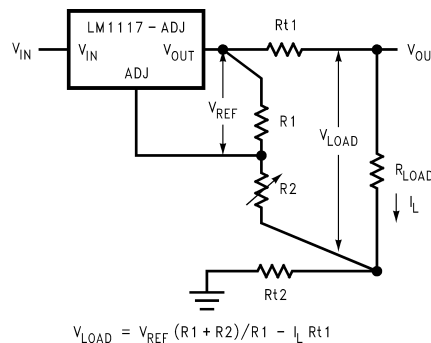 LM1117-ADJ
Rt1
V_IN
V_IN
V_OUT
V_OU
ADJ
V_REF
R1
V_LOAD
R_LOAD
R2
I_L
Rt2
V_LOAD = V_REF (R1 + R2)/R1 - I_L Rt1